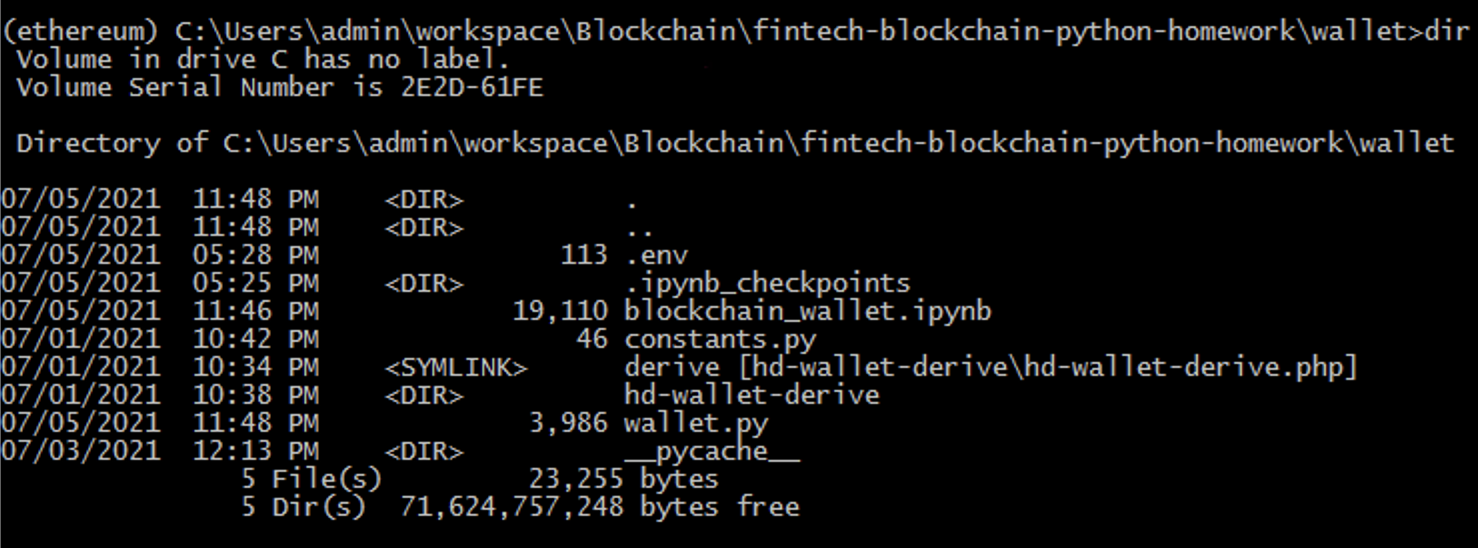 (ethereum) C:\Users\admin\workspace\Blockchain\fintech-blockchain-python-homework\wallet>dir
 Volume in drive C has no label.
 Volume Serial Number is 2E2D-61FE

 Directory of C:\Users\admin\workspace\Blockchain\fintech-blockchain-python-homework\wallet

07/05/2021  11:48 PM    <DIR>          .
07/05/2021  11:48 PM    <DIR>          ..
07/05/2021  05:28 PM               113 .env
07/05/2021  05:25 PM    <DIR>          .ipynb_checkpoints
07/05/2021  11:46 PM            19,110 blockchain_wallet.ipynb
07/01/2021  10:42 PM                46 constants.py
07/01/2021  10:34 PM    <SYMLINK>      derive [hd-wallet-derive\hd-wallet-derive.php]
07/01/2021  10:38 PM    <DIR>          hd-wallet-derive
07/05/2021  11:48 PM             3,986 wallet.py
07/03/2021  12:13 PM    <DIR>          __pycache__
               5 File(s)         23,255 bytes
               5 Dir(s)  71,624,757,248 bytes free